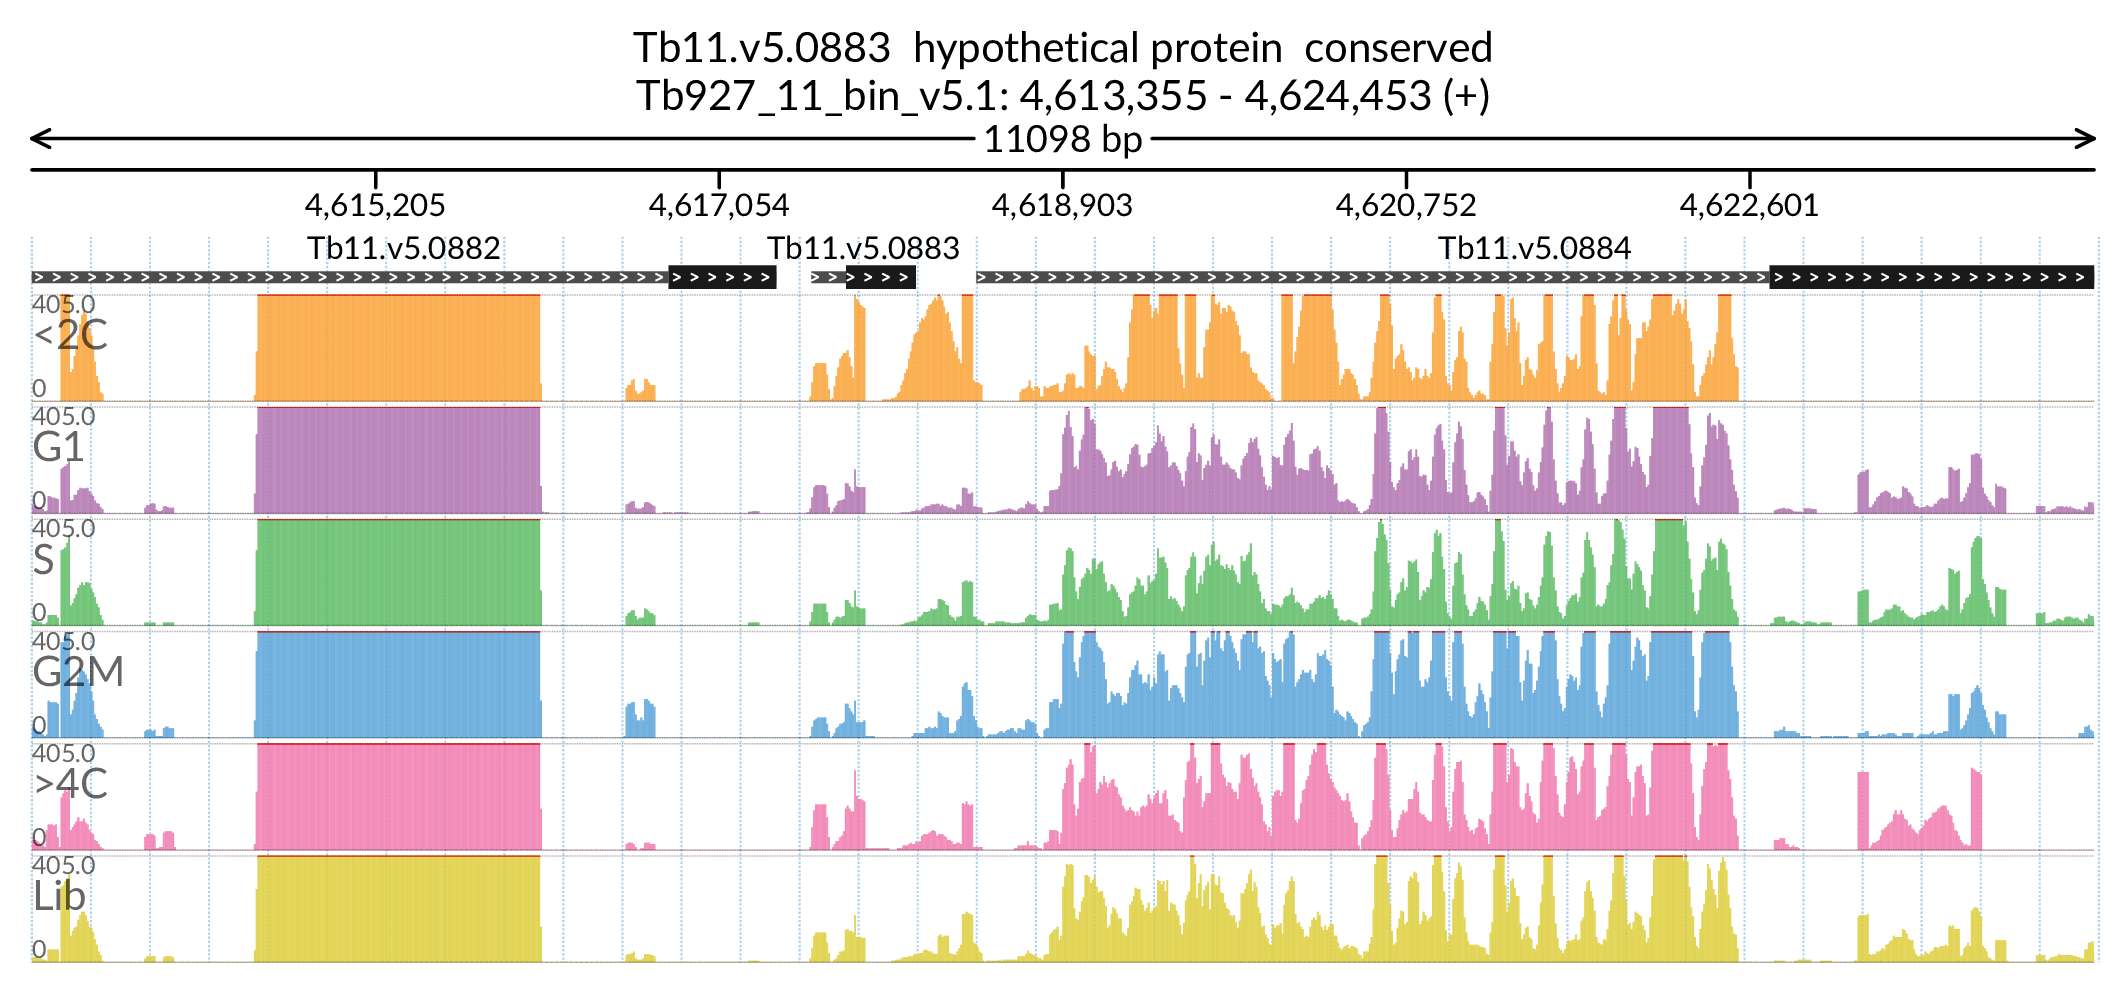 Tb11.v5.0883 hypothetical protein conserved
Tb927_11_bin_v5.1: 4,613,355 - 4,624,453 (+)
11098 bp
4,615,205 4,617,054 4,618,903 4,620,752 4,622,601
Tb11.v5.0882 Tb11.v5.0883 Tb11.v5.0884
405.0
<2C
0
405.0
G1
0
405.0
S
0
405.0
G2M
0
405.0
>4C
0
405.0
Lib
0